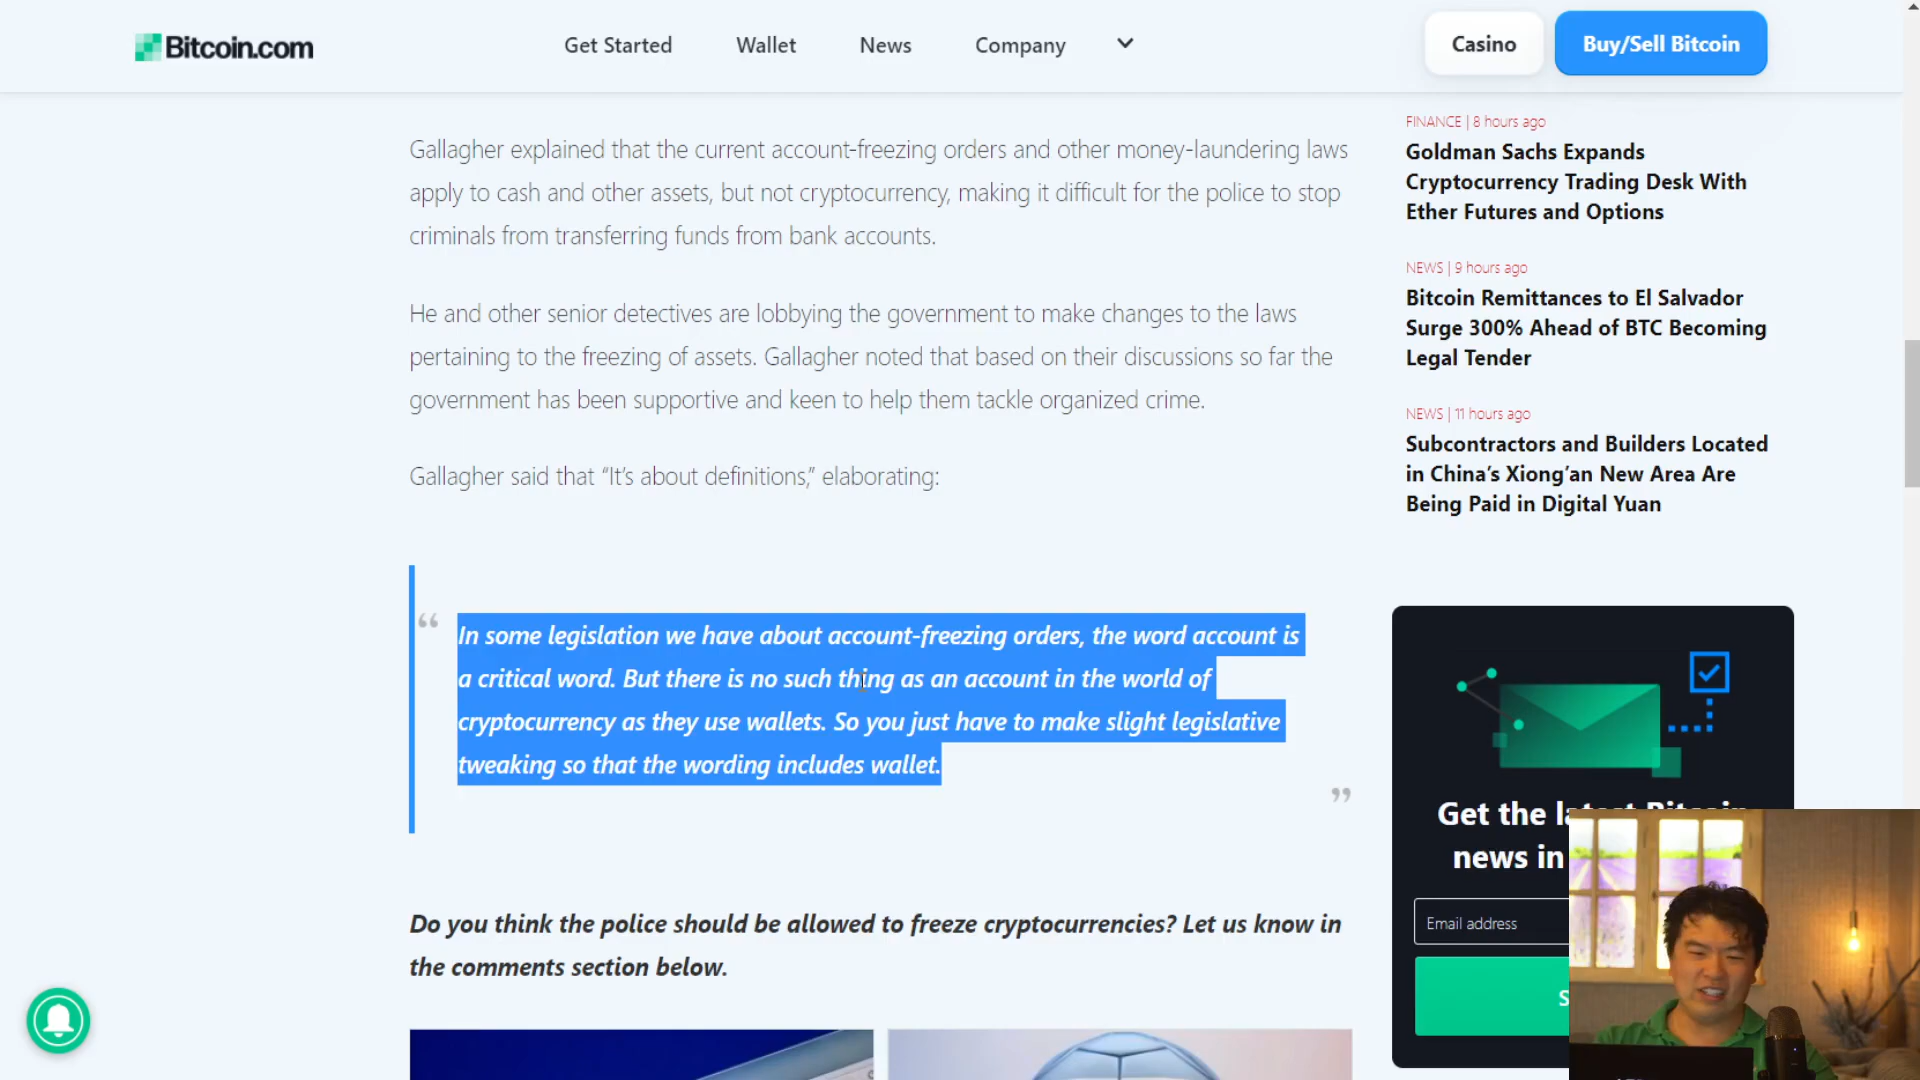 Bitcoin.com
Get Started
Wallet
News
Company
Casino
Buy/Sell Bitcoin
Gallagher explained that the current account-freezing orders and other money-laundering laws
apply to cash and other assets, but not cryptocurrency, making it difficult for the police to stop
criminals from transferring funds from bank accounts.
He and other senior detectives are lobbying the government to make changes to the laws
pertaining to the freezing of assets. Gallagher noted that based on their discussions so far the
government has been supportive and keen to help them tackle organized crime.
Gallagher said that “It’s about definitions,” elaborating:
“ In some legislation we have about account-freezing orders, the word account is
a critical word. But there is no such thing as an account in the world of
cryptocurrency as they use wallets. So you just have to make slight legislative
tweaking so that the wording includes wallet.
”
Do you think the police should be allowed to freeze cryptocurrencies? Let us know in
the comments section below.
FINANCE | 8 hours ago
Goldman Sachs Expands
Cryptocurrency Trading Desk With
Ether Futures and Options
NEWS | 9 hours ago
Bitcoin Remittances to El Salvador
Surge 300% Ahead of BTC Becoming
Legal Tender
NEWS | 11 hours ago
Subcontractors and Builders Located
in China’s Xiong’an New Area Are
Being Paid in Digital Yuan
Get the
news in
Email address